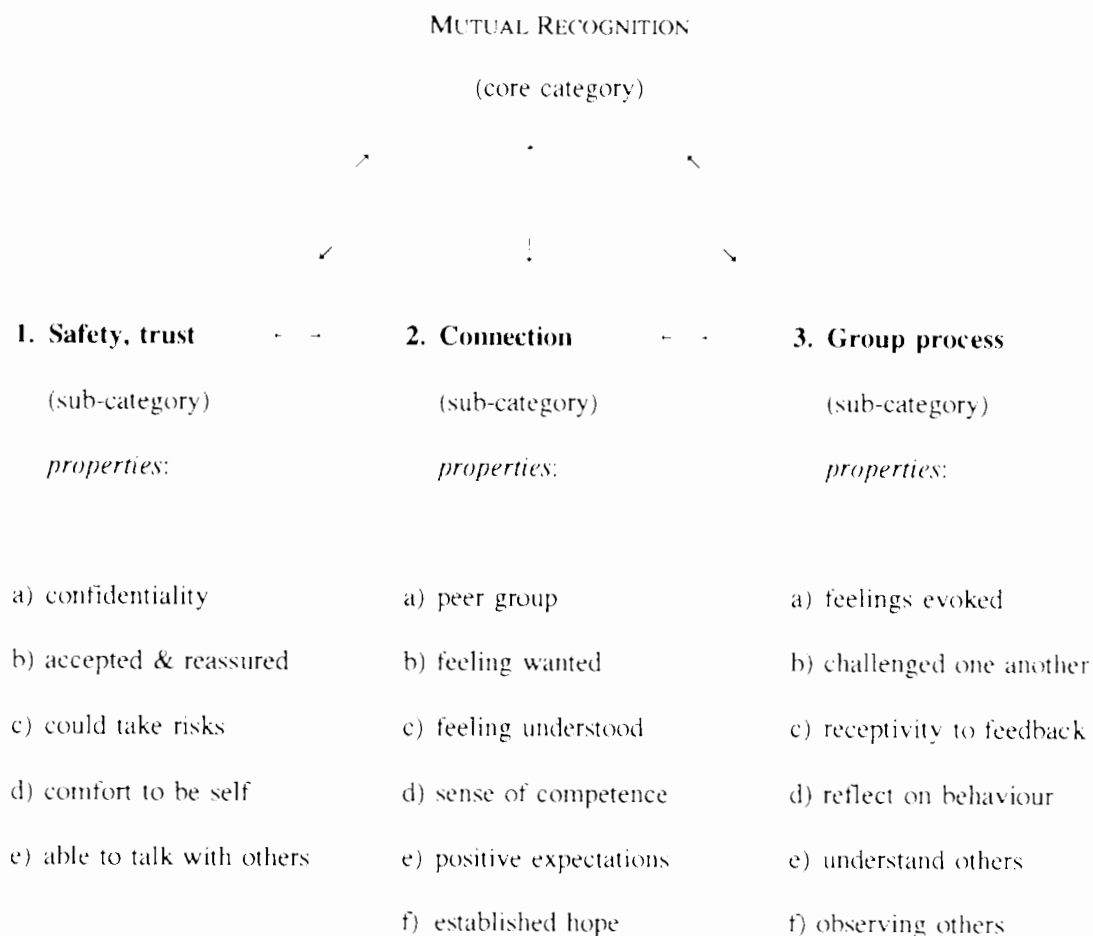 MUTUAL RECOGNITION
(core category)
1. Safety, trust 2. Connection 3. Group process
(sub-category) (sub-category) (sub-category)
properties: properties: properties:
a) confidentiality a) peer group a) feelings evoked
b) accepted & reassured b) feeling wanted b) challenged one another
c) could take risks c) feeling understood c) receptivity to feedback
d) comfort to be self d) sense of competence d) reflect on behaviour
e) able to talk with others e) positive expectations e) understand others
f) established hope f) observing others